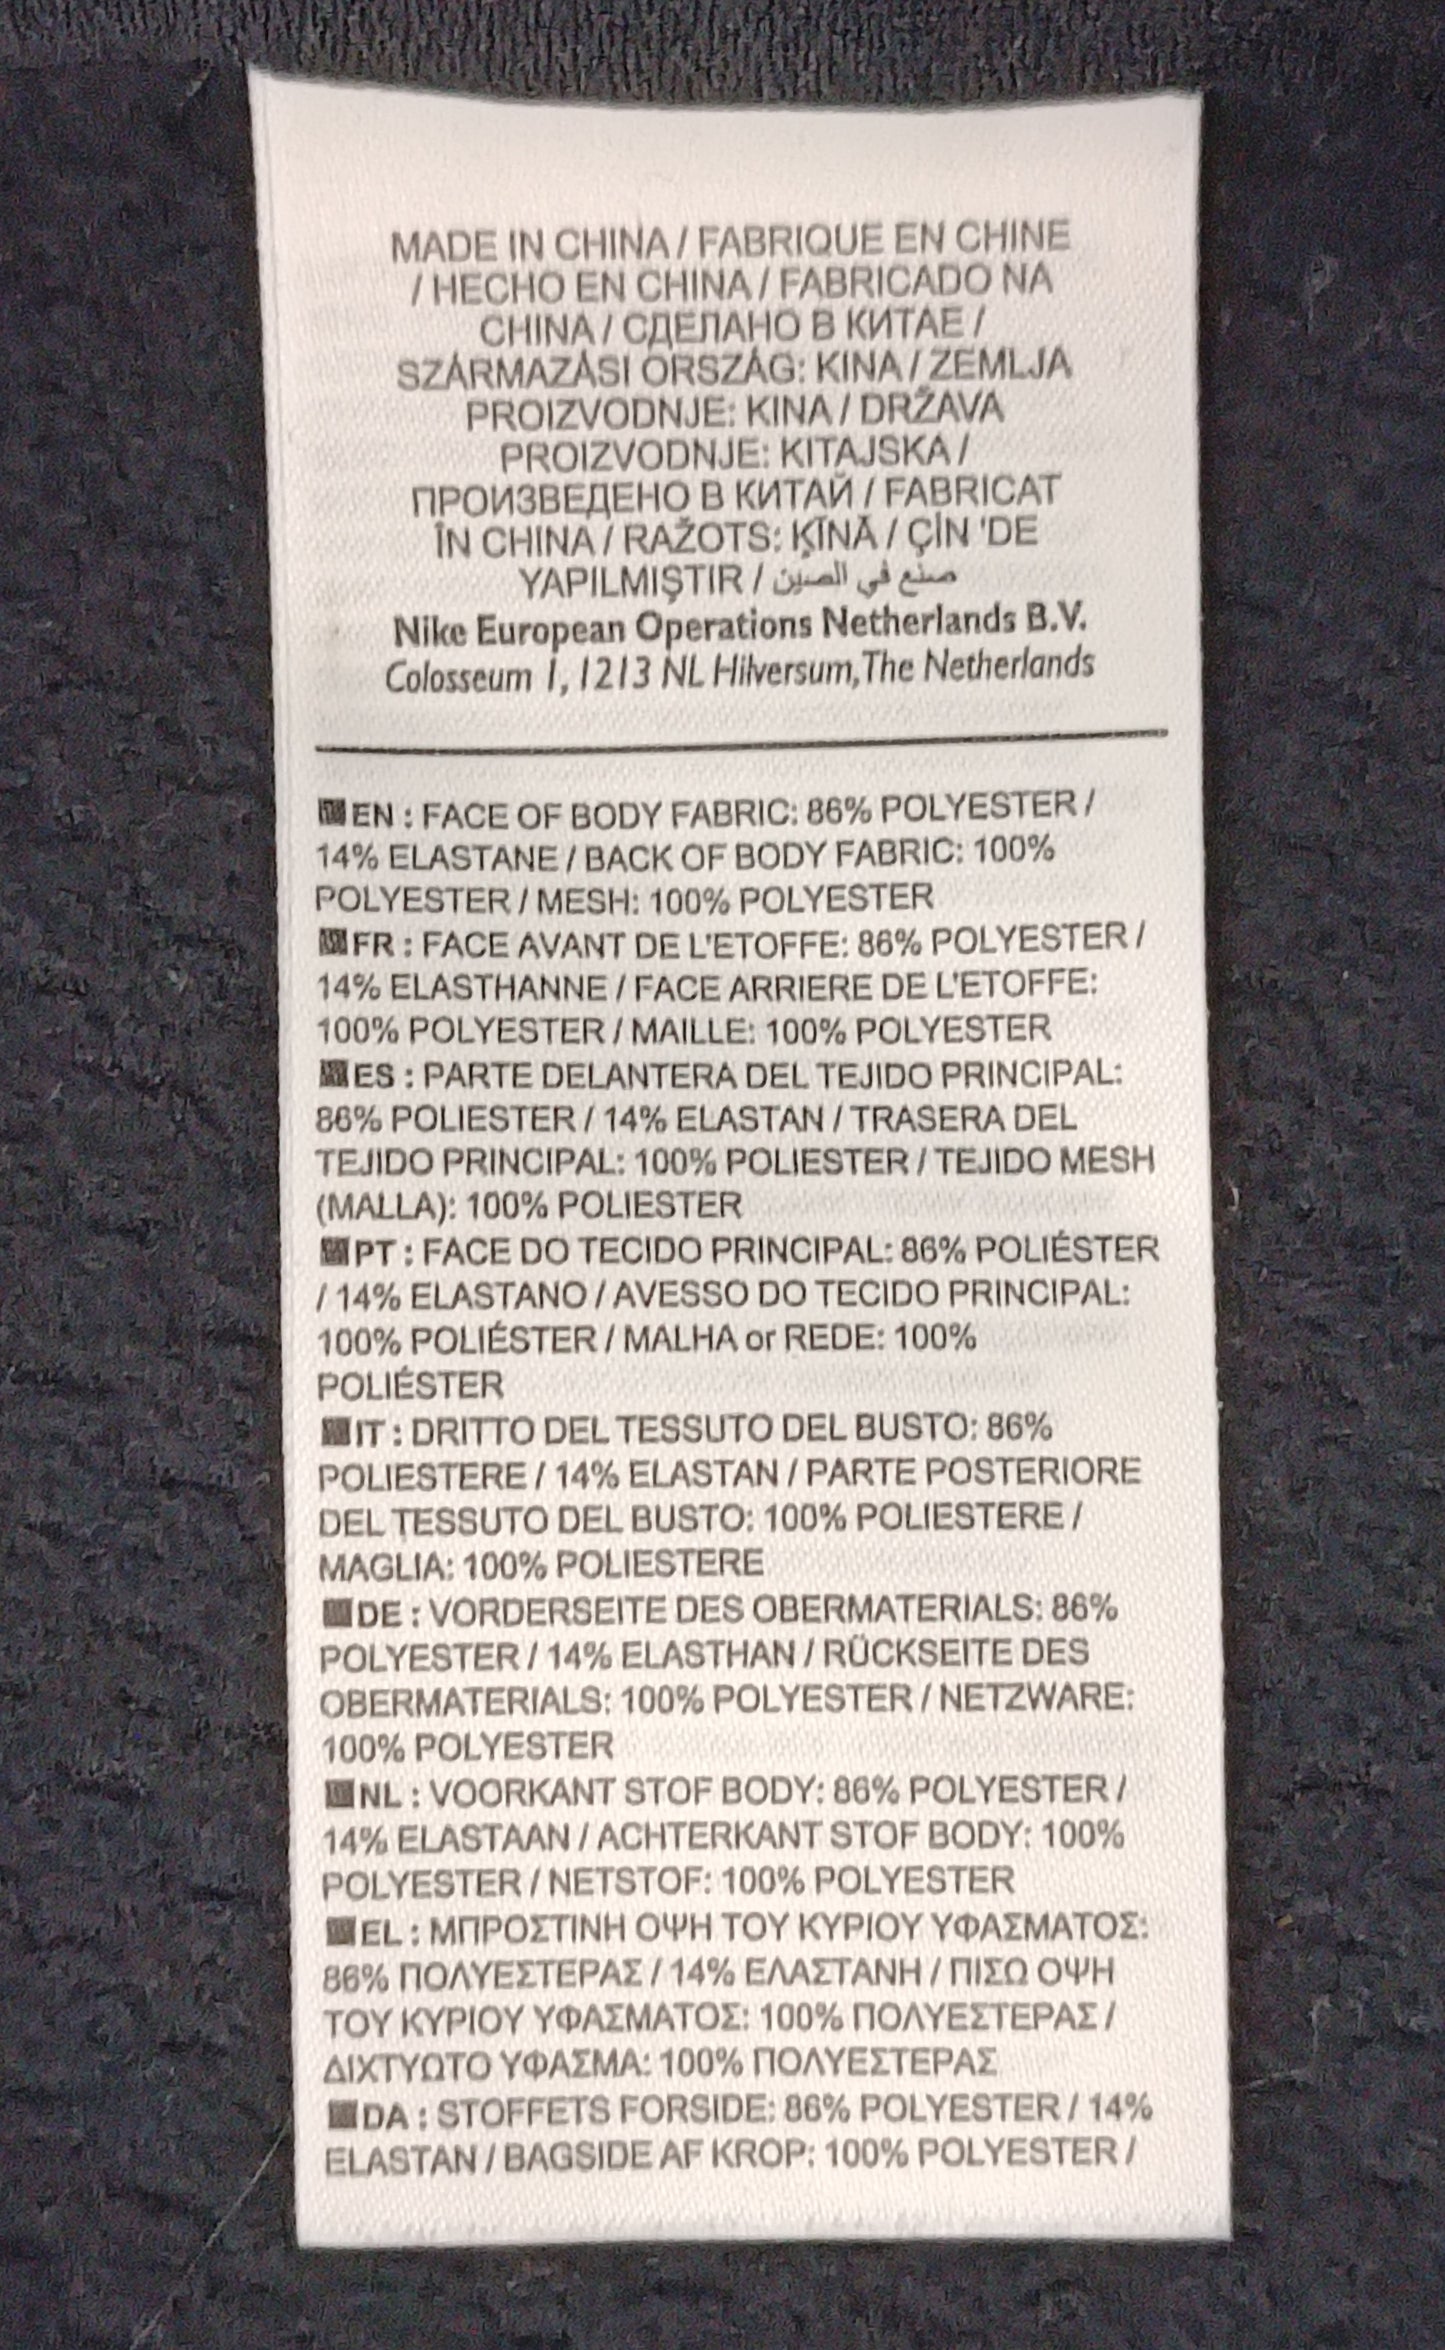 MADE IN CHINA / FABRIQUE EN CHINE
/ HECHO EN CHINA / FABRICADO NA
CHINA / СДЕЛАНО В КИТАЕ /
SZÁRMAZÁSI ORSZÁG: KINA / ZEMLJA
PROIZVODNJE: KINA / DRŽAVA
PROIZVODNJE: KITAJSKA /
ПРОИЗВЕДЕНО В КИТАЙ / FABRICAT
ÎN CHINA / RAŽOTS: ĶĪNĀ / ÇİN 'DE
YAPILMIŞTIR / صنع في الصين
Nike European Operations Netherlands B.V.
Colosseum 1, 1213 NL Hilversum, The Netherlands
EN : FACE OF BODY FABRIC: 86% POLYESTER /
14% ELASTANE / BACK OF BODY FABRIC: 100%
POLYESTER / MESH: 100% POLYESTER
FR : FACE AVANT DE L'ETOFFE: 86% POLYESTER /
14% ELASTHANNE / FACE ARRIERE DE L'ETOFFE:
100% POLYESTER / MAILLE: 100% POLYESTER
ES : PARTE DELANTERA DEL TEJIDO PRINCIPAL:
86% POLIESTER / 14% ELASTAN / TRASERA DEL
TEJIDO PRINCIPAL: 100% POLIESTER / TEJIDO MESH
(MALLA): 100% POLIESTER
PT : FACE DO TECIDO PRINCIPAL: 86% POLIÉSTER
/ 14% ELASTANO / AVESSO DO TECIDO PRINCIPAL:
100% POLIÉSTER / MALHA or REDE: 100%
POLIÉSTER
IT : DRITTO DEL TESSUTO DEL BUSTO: 86%
POLIESTERE / 14% ELASTAN / PARTE POSTERIORE
DEL TESSUTO DEL BUSTO: 100% POLIESTERE /
MAGLIA: 100% POLIESTERE
DE : VORDERSEITE DES OBERMATERIALS: 86%
POLYESTER / 14% ELASTHAN / RÜCKSEITE DES
OBERMATERIALS: 100% POLYESTER / NETZWARE:
100% POLYESTER
NL : VOORKANT STOF BODY: 86% POLYESTER /
14% ELASTAAN / ACHTERKANT STOF BODY: 100%
POLYESTER / NETSTOF: 100% POLYESTER
EL : ΜΠΡΟΣΤΙΝΗ ΟΨΗ ΤΟΥ ΚΥΡΙΟΥ ΥΦΑΣΜΑΤΟΣ:
86% ΠΟΛΥΕΣΤΕΡΑΣ / 14% ΕΛΑΣΤΑΝΗ / ΠΙΣΩ ΟΨΗ
ΤΟΥ ΚΥΡΙΟΥ ΥΦΑΣΜΑΤΟΣ: 100% ΠΟΛΥΕΣΤΕΡΑΣ /
ΔΙΧΤΥΩΤΟ ΥΦΑΣΜΑ: 100% ΠΟΛΥΕΣΤΕΡΑΣ
DA : STOFFETS FORSIDE: 86% POLYESTER / 14%
ELASTAN / BAGSIDE AF KROP: 100% POLYESTER /